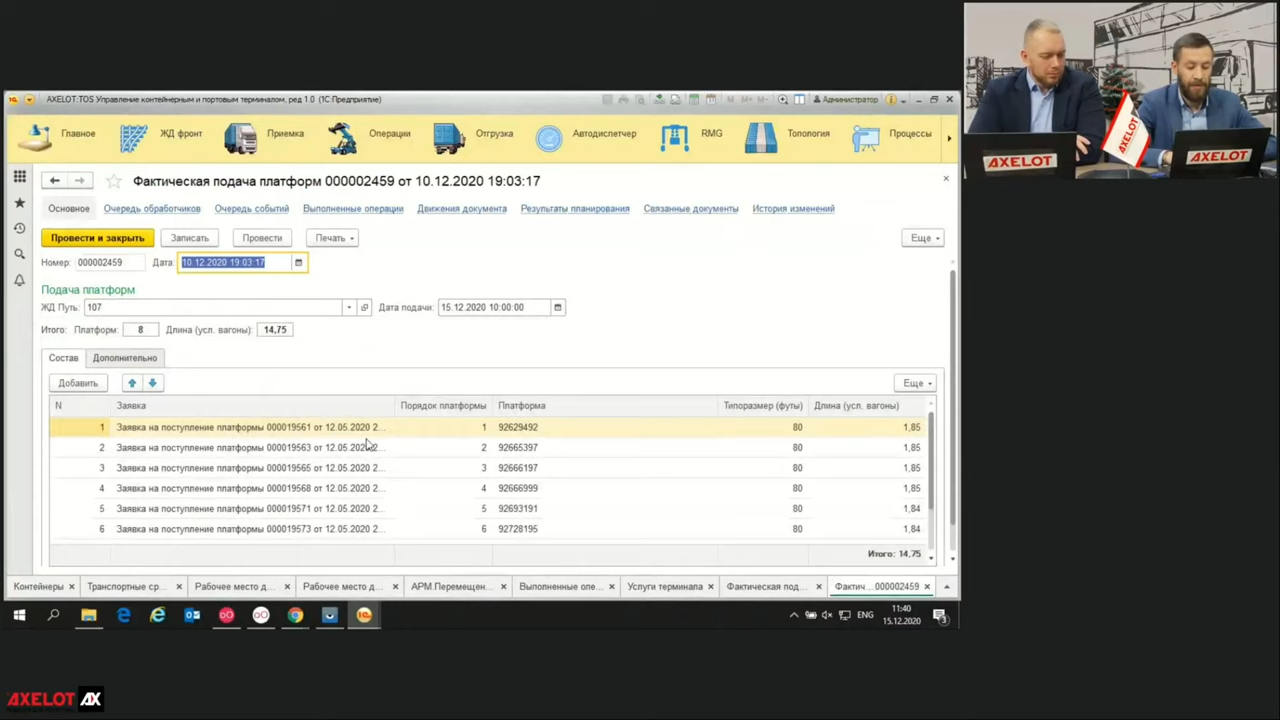 AXELOT:TOS Управление контейнерным и портовым терминалом, ред 1.0 (1С:Предприятие)
M M+ M-
Администратор
Главное
ЖД фронт
Приемка
Операции
Отгрузка
Автодиспетчер
RMG
Топология
Процессы
Фактическая подача платформ 000002459 от 10.12.2020 19:03:17
Основное Очередь обработчиков Очередь событий Выполненные операции Движения документа Результаты планирования Связанные документы История изменений
Провести и закрыть Записать Провести Печать Еще
Номер: 000002459 Дата: 10.12.2020 19:03:17
Подача платформ
ЖД Путь: 107 Дата подачи: 15.12.2020 10:00:00
Итого: Платформ: 8 Длина (усл. вагоны): 14,75
Состав Дополнительно
Добавить Еще
N Заявка Порядок платформы Платформа Типоразмер (футы) Длина (усл. вагоны)
1 Заявка на поступление платформы 000019561 от 12.05.2020 2... 1 92629492 80 1,85
2 Заявка на поступление платформы 000019563 от 12.05.2020 2... 2 92665397 80 1,85
3 Заявка на поступление платформы 000019565 от 12.05.2020 2... 3 92666197 80 1,85
4 Заявка на поступление платформы 000019568 от 12.05.2020 2... 4 92666999 80 1,85
5 Заявка на поступление платформы 000019571 от 12.05.2020 2... 5 92693191 80 1,84
6 Заявка на поступление платформы 000019573 от 12.05.2020 2... 6 92728195 80 1,84
Итого: 14,75
Контейнеры Транспортные ср... Рабочее место д... Рабочее место д... АРМ.Перемещен... Выполненные опе... Услуги терминала Фактическая под... Фактич...000002459
ENG
11:40
15.12.2020
3
AXELOT
AXELOT
AXELOT
AXELOT AX